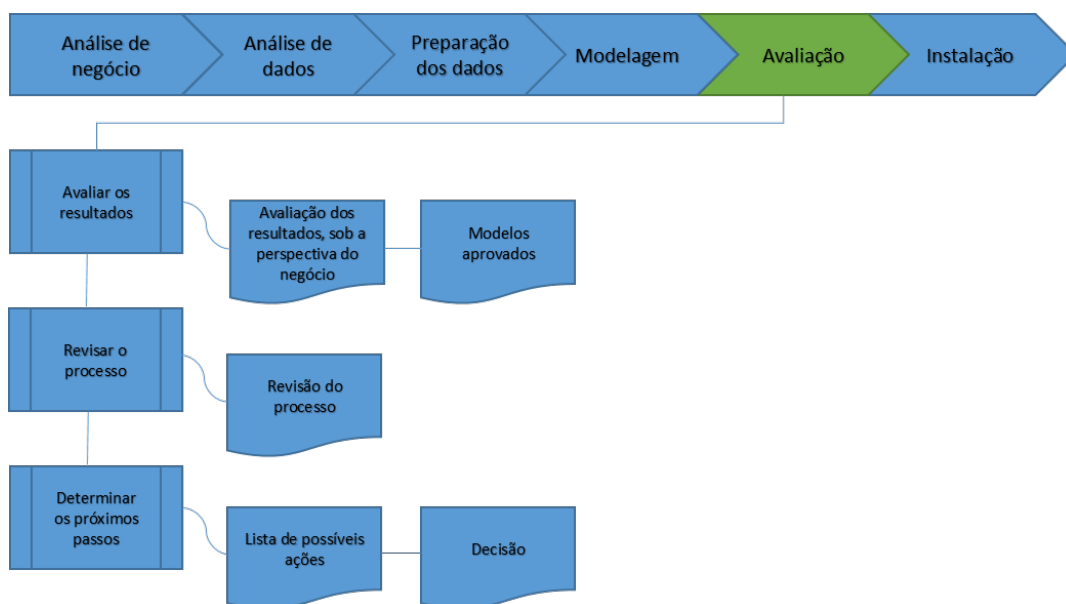 Análise de
negócio
Análise de
dados
Preparação
dos dados
Modelagem
Avaliação
Instalação
Avaliar os
resultados
Avaliação dos
resultados, sob a
perspectiva do
negócio
Modelos
aprovados
Revisar o
processo
Revisão do
processo
Determinar
os próximos
passos
Lista de possíveis
ações
Decisão